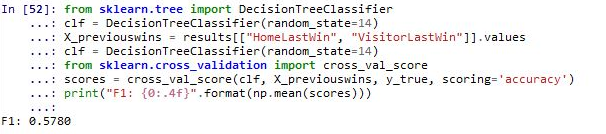 In [52]: from sklearn.tree import DecisionTreeClassifier
...: clf = DecisionTreeClassifier(random_state=14)
...: X_previouswins = results[["HomeLastWin", "VisitorLastWin"]].values
...: clf = DecisionTreeClassifier(random_state=14)
...: from sklearn.cross_validation import cross_val_score
...: scores = cross_val_score(clf, X_previouswins, y_true, scoring='accuracy')
...: print("F1: {0:.4f}".format(np.mean(scores)))
...:
F1: 0.5780